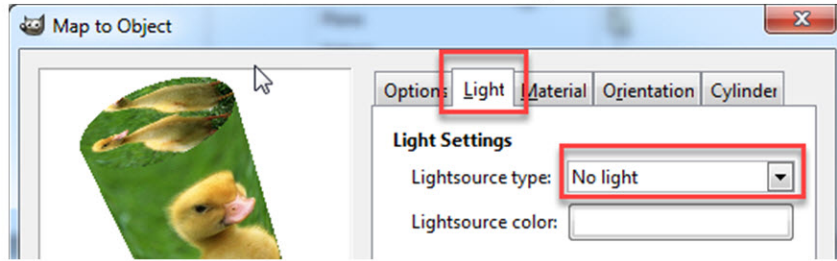 Map to Object
Options Light Material Orientation Cylinder
Light Settings
Lightsource type: No light
Lightsource color: